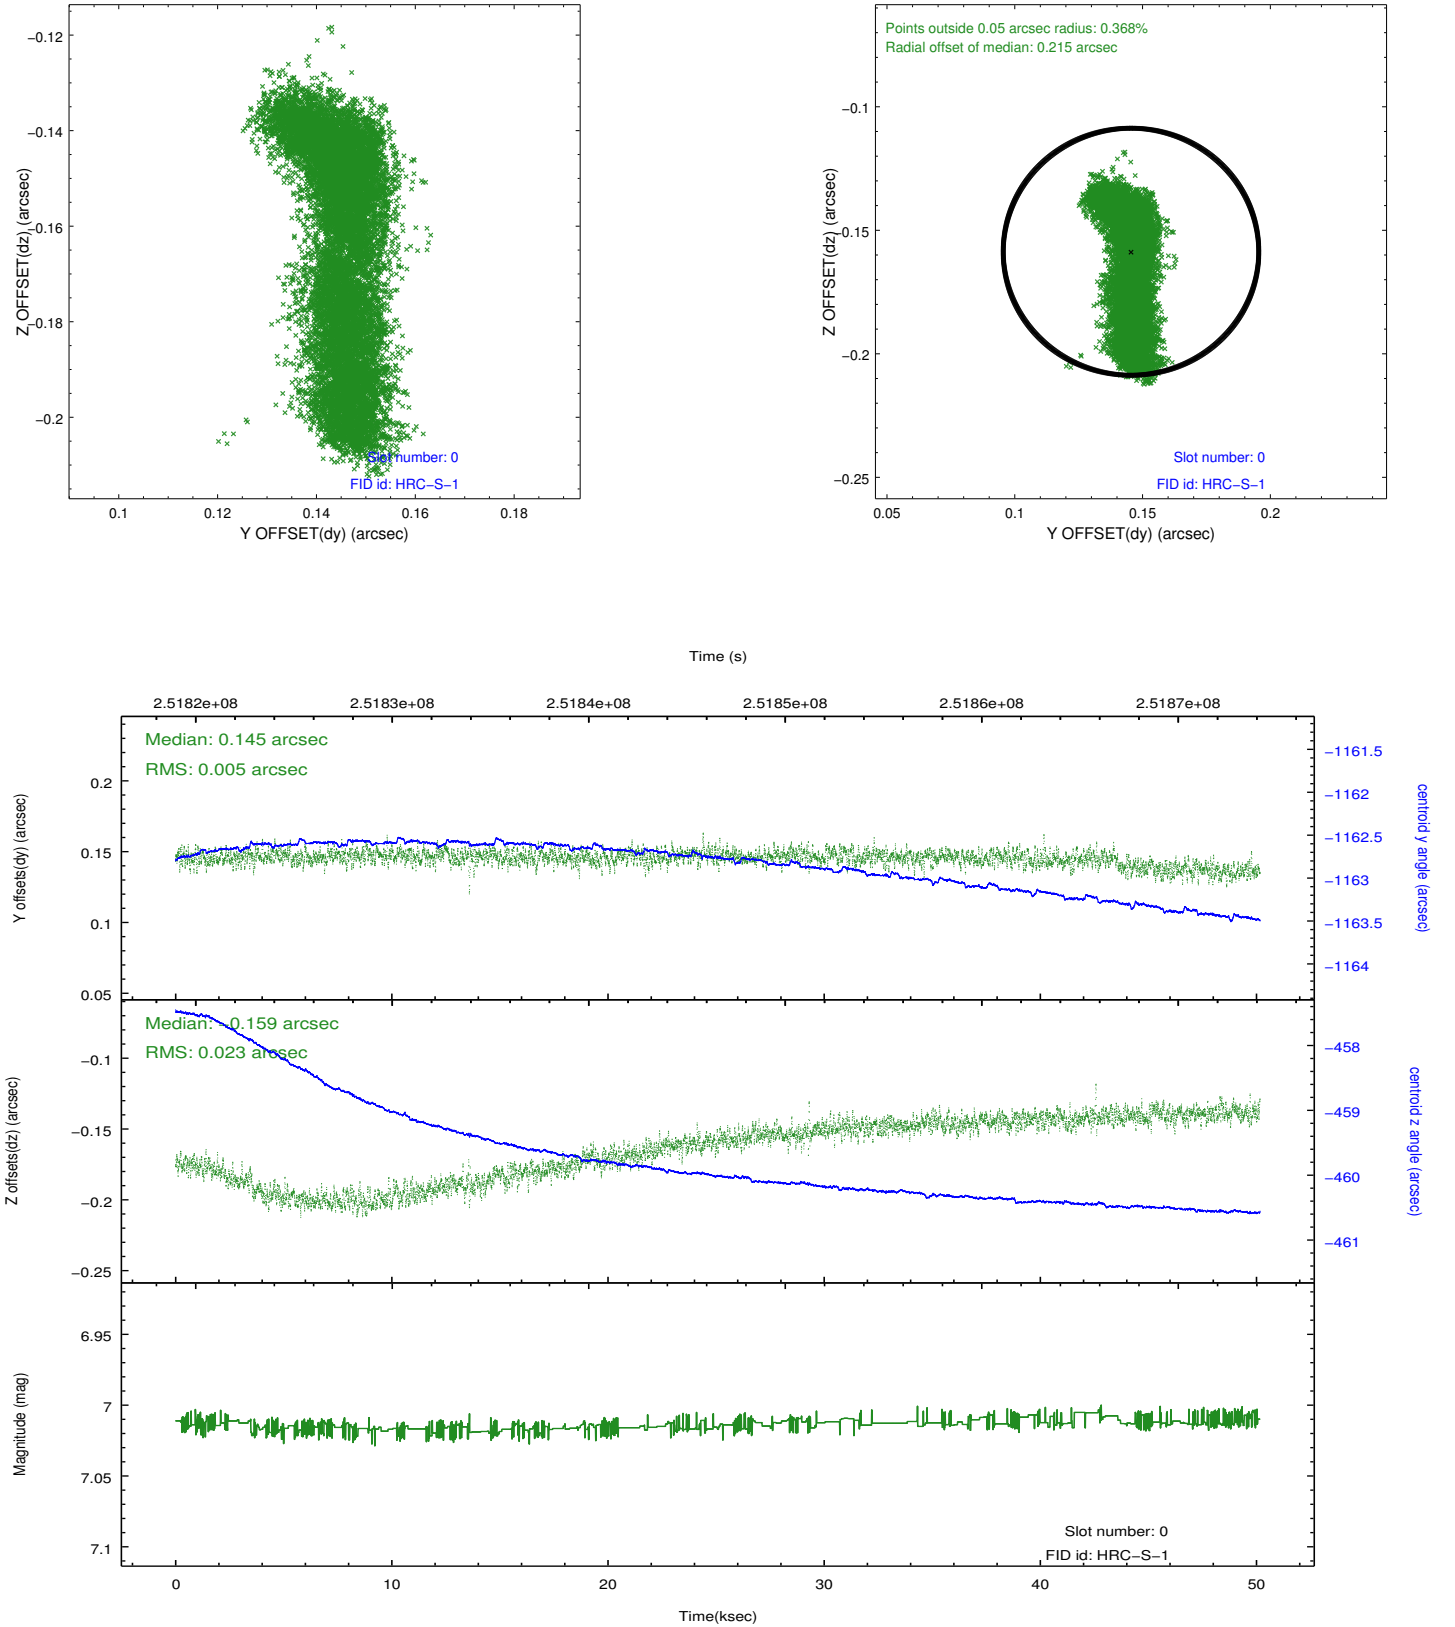 −0.12
−0.14
−0.16
−0.18
−0.2
Z OFFSET(dz) (arcsec)
Slot number: 0
FID id: HRC−S−1
0.1
0.12
0.14
0.16
0.18
Y OFFSET(dy) (arcsec)
Points outside 0.05 arcsec radius: 0.368%
Radial offset of median: 0.215 arcsec
−0.1
−0.15
−0.2
−0.25
Z OFFSET(dz) (arcsec)
Slot number: 0
FID id: HRC−S−1
0.05
0.1
0.15
0.2
Y OFFSET(dy) (arcsec)
Time (s)
2.5182e+08
2.5183e+08
2.5184e+08
2.5185e+08
2.5186e+08
2.5187e+08
Median: 0.145 arcsec
RMS: 0.005 arcsec
0.2
0.15
0.1
0.05
Y offsets(dy) (arcsec)
−1161.5
−1162
−1162.5
−1163
−1163.5
−1164
centroid y angle (arcsec)
Median: −0.159 arcsec
RMS: 0.023 arcsec
−0.1
−0.15
−0.2
−0.25
Z offsets(dz) (arcsec)
−458
−459
−460
−461
centroid z angle (arcsec)
6.95
7
7.05
7.1
Magnitude (mag)
Slot number: 0
FID id: HRC−S−1
0
10
20
30
40
50
Time(ksec)